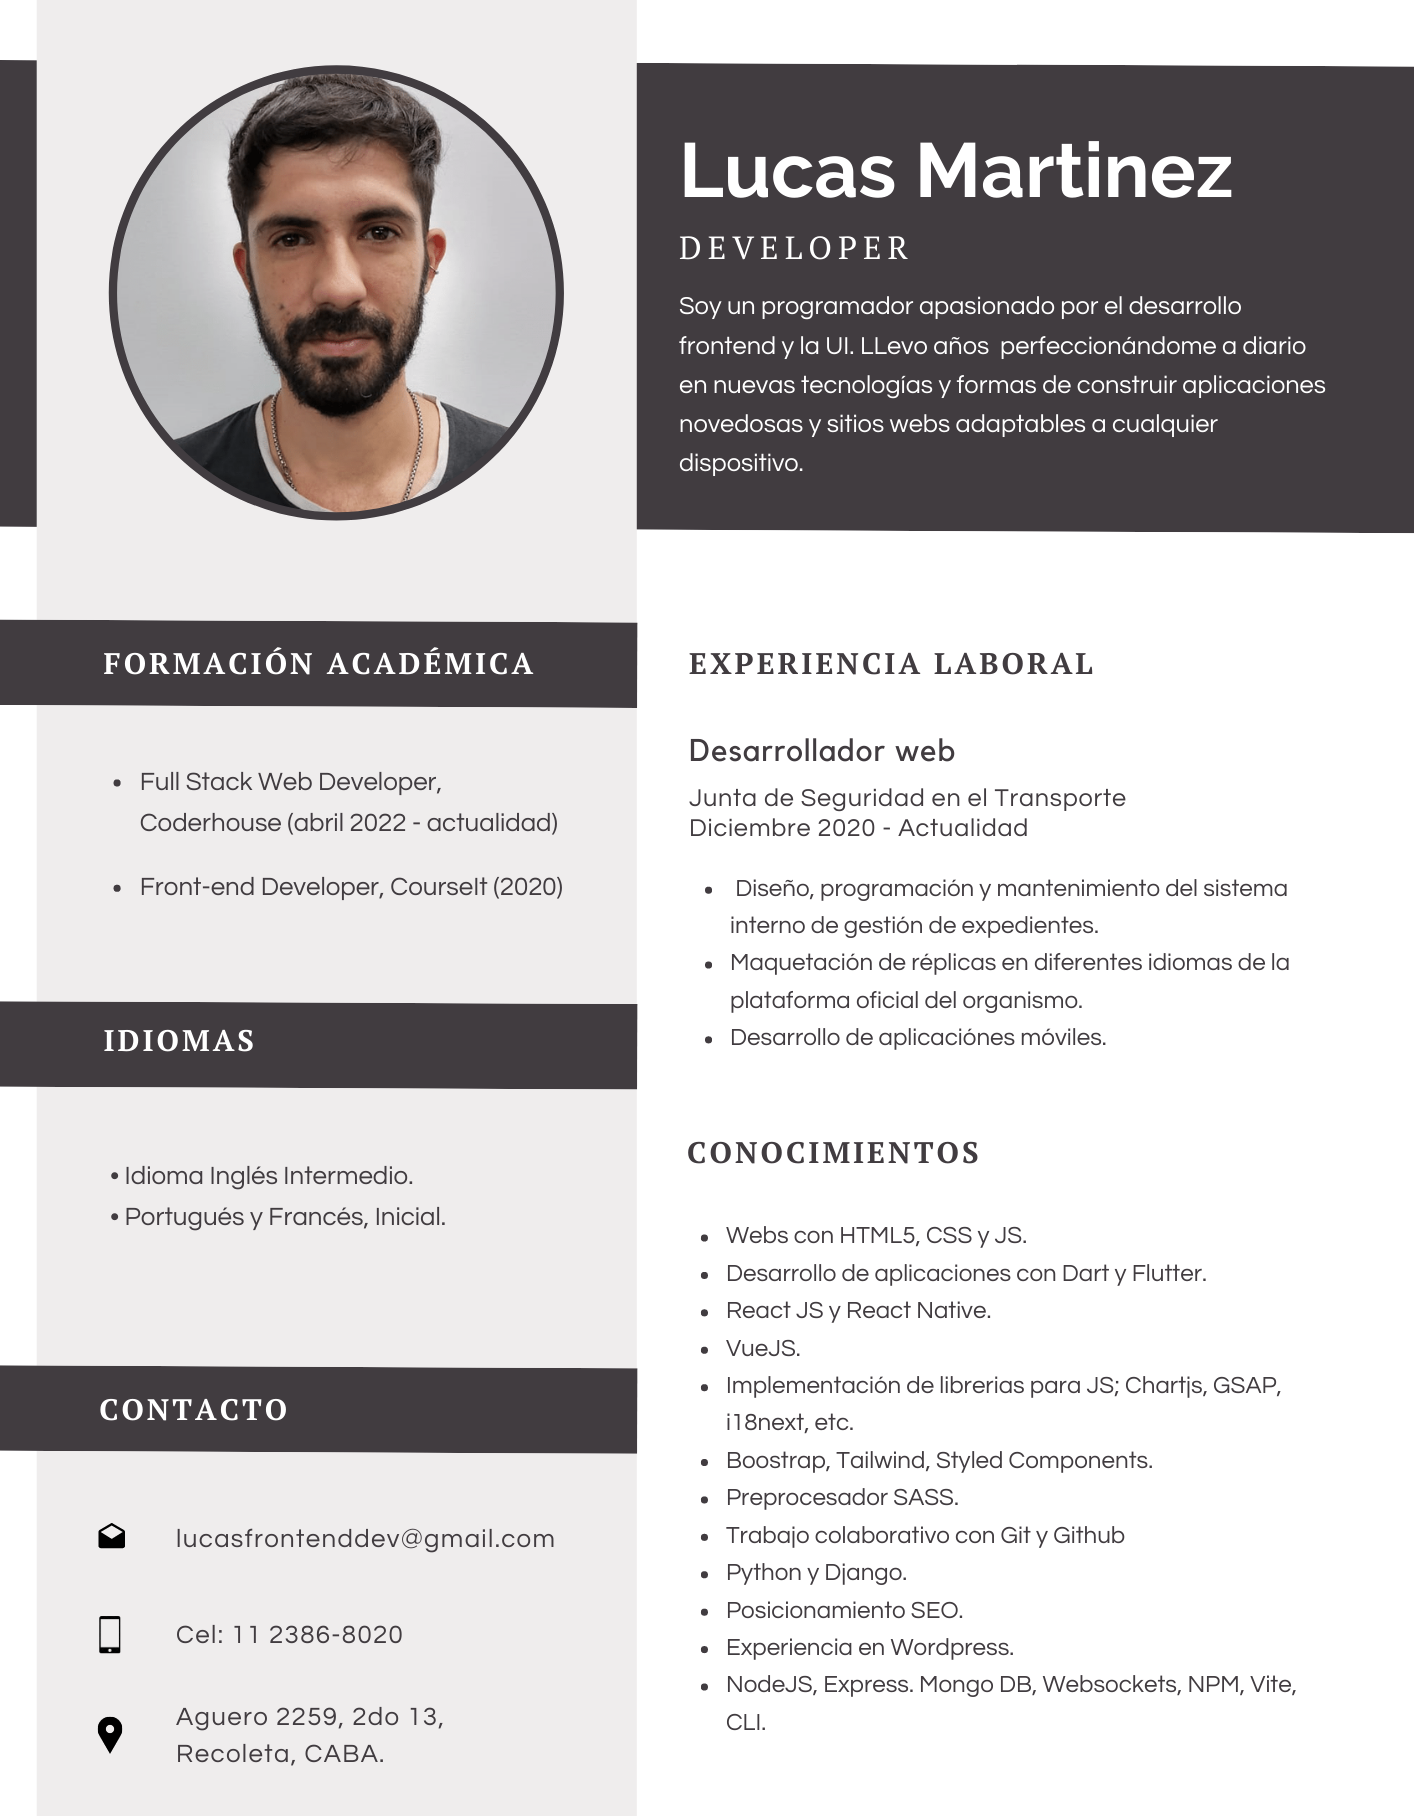 Lucas Martinez
DEVELOPER
Soy un programador apasionado por el desarrollo
frontend y la UI. LLevo años  perfeccionándome a diario
en nuevas tecnologías y formas de construir aplicaciones
novedosas y sitios webs adaptables a cualquier
dispositivo.
FORMACIÓN ACADÉMICA
• Full Stack Web Developer,
Coderhouse (abril 2022 - actualidad)
• Front-end Developer, CourseIt (2020)
IDIOMAS
• Idioma Inglés Intermedio.
• Portugués y Francés, Inicial.
CONTACTO
lucasfrontenddev@gmail.com
Cel: 11 2386-8020
Aguero 2259, 2do 13,
Recoleta, CABA.
EXPERIENCIA LABORAL
Desarrollador web
Junta de Seguridad en el Transporte
Diciembre 2020 - Actualidad
• Diseño, programación y mantenimiento del sistema
interno de gestión de expedientes.
• Maquetación de réplicas en diferentes idiomas de la
plataforma oficial del organismo.
• Desarrollo de aplicaciónes móviles.
CONOCIMIENTOS
• Webs con HTML5, CSS y JS.
• Desarrollo de aplicaciones con Dart y Flutter.
• React JS y React Native.
• VueJS.
• Implementación de librerias para JS; Chartjs, GSAP,
i18next, etc.
• Boostrap, Tailwind, Styled Components.
• Preprocesador SASS.
• Trabajo colaborativo con Git y Github
• Python y Django.
• Posicionamiento SEO.
• Experiencia en Wordpress.
• NodeJS, Express. Mongo DB, Websockets, NPM, Vite,
CLI.